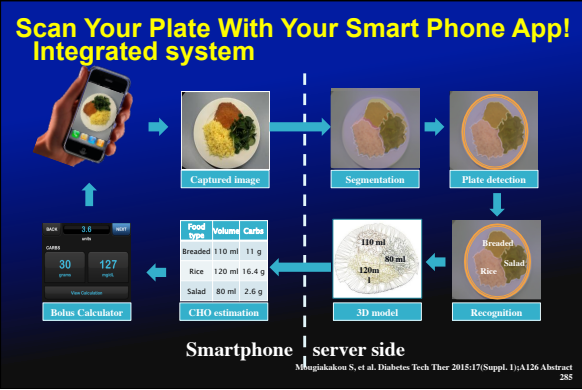 Scan Your Plate With Your Smart Phone App!
Integrated system
Captured image
Segmentation
Plate detection
BACK 3.6 NEXT
units
CARBS
30 127
grams mg/dL
View Calculation
Bolus Calculator
Food type Volume Carbs
Breaded 110 ml 11 g
Rice 120 ml 16.4 g
Salad 80 ml 2.6 g
CHO estimation
110 ml
80 ml
120m
l
3D model
Breaded
Salad
Rice
Recognition
Smartphone server side
Mougiakakou S, et al. Diabetes Tech Ther 2015:17(Suppl. 1);A126 Abstract
285